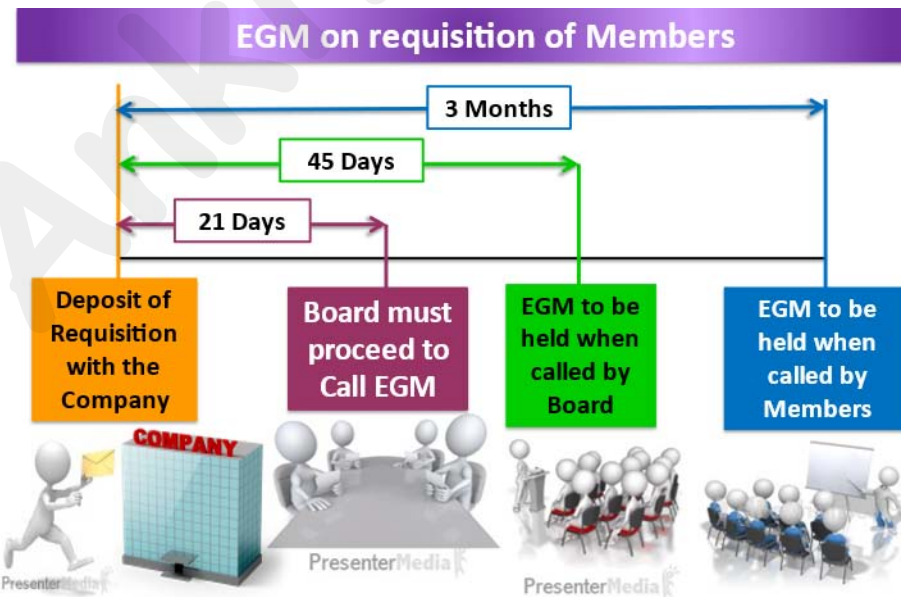 EGM on requisition of Members
3 Months
45 Days
21 Days
Deposit of
Requisition
with the
Company
Board must
proceed to
Call EGM
EGM to be
held when
called by
Board
EGM to be
held when
called by
Members
COMPANY
PresenterMedia
PresenterMedia
PresenterMedia